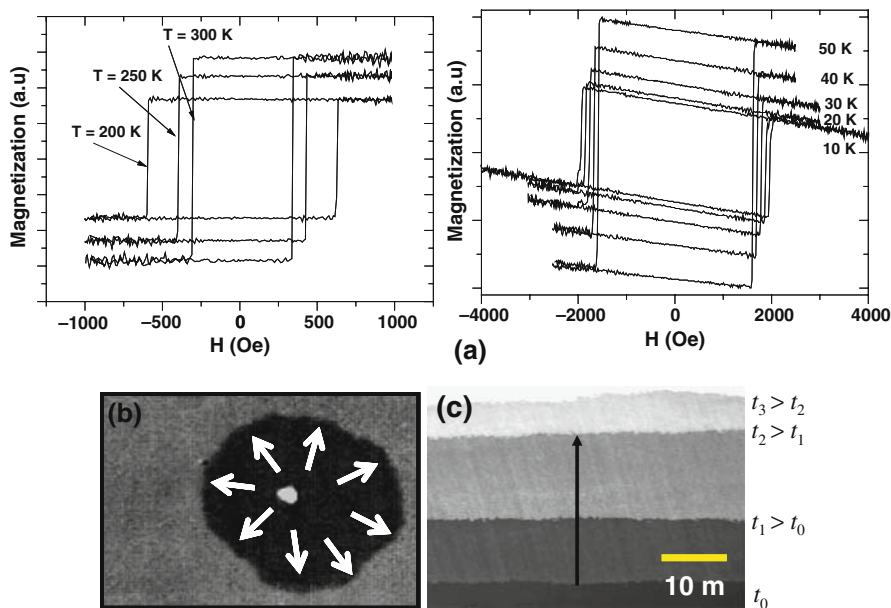 T = 300 K
T = 250 K
T = 200 K
Magnetization (a.u)
−1000 −500 0 500 1000
H (Oe)
50 K
40 K
30 K
20 K
10 K
Magnetization (a.u)
−4000 −2000 0 2000 4000
H (Oe)
(a)
(b)
(c)
t3 > t2
t2 > t1
t1 > t0
10 m
t0